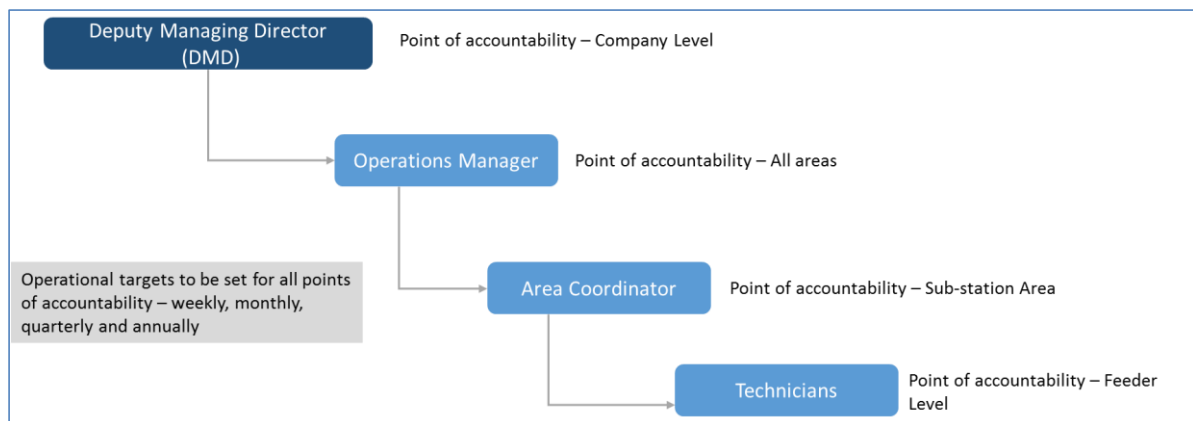 Deputy Managing Director
(DMD)
Point of accountability – Company Level
Operations Manager
Point of accountability – All areas
Operational targets to be set for all points
of accountability – weekly, monthly,
quarterly and annually
Area Coordinator
Point of accountability – Sub-station Area
Technicians
Point of accountability – Feeder
Level